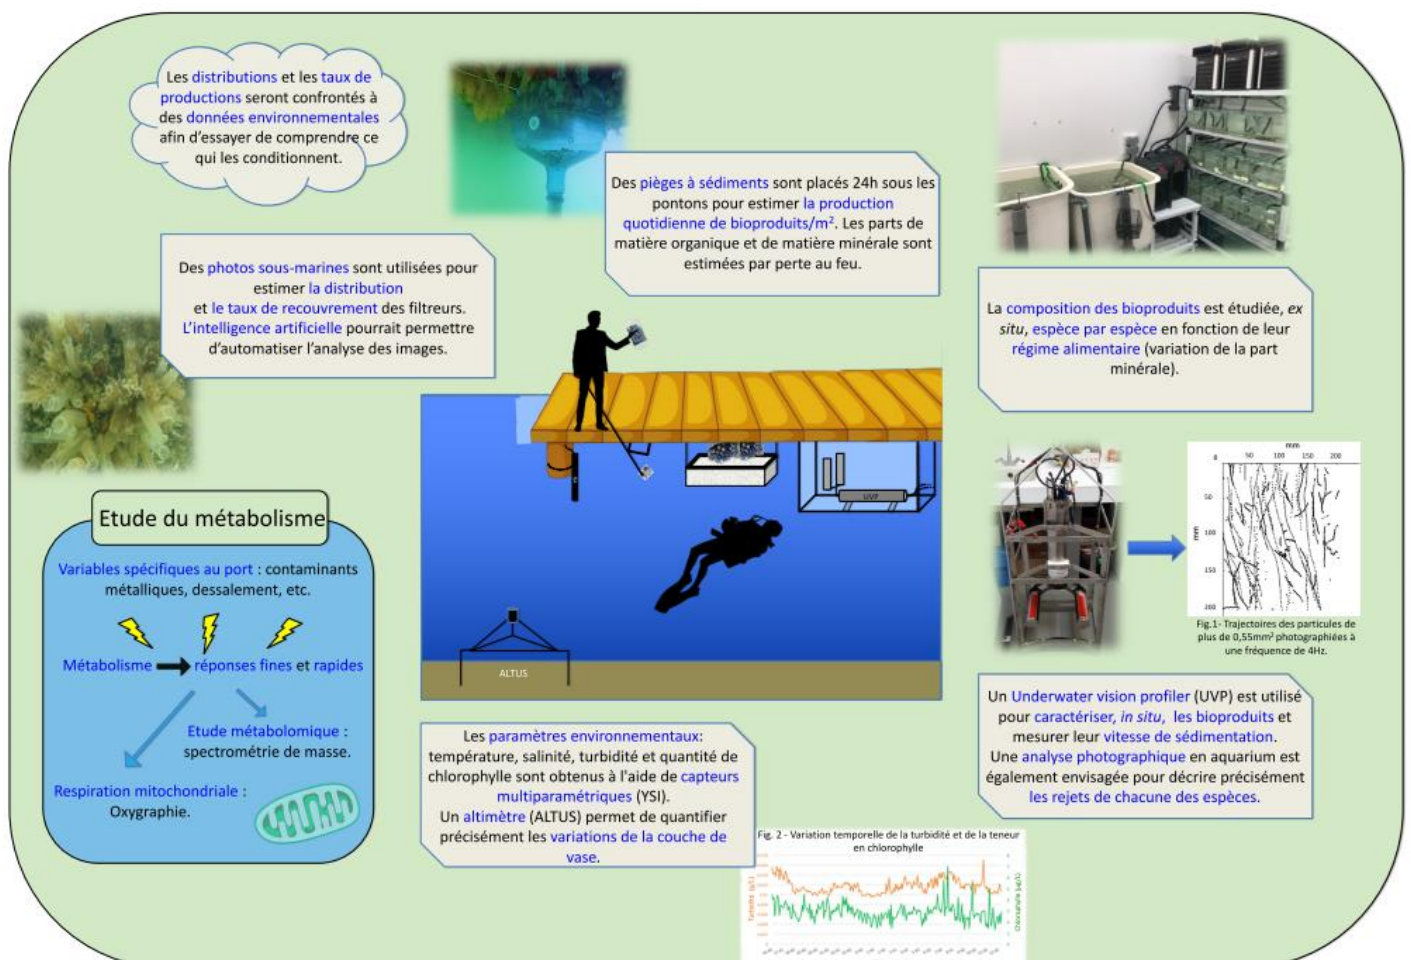 Les distributions et les taux de
productions seront confrontés à
des données environnementales
afin d'essayer de comprendre ce
qui les conditionnent.
Des pièges à sédiments sont placés 24h sous les
pontons pour estimer la production
quotidienne de bioproduits/m². Les parts de
matière organique et de matière minérale sont
estimées par perte au feu.
Des photos sous-marines sont utilisées pour
estimer la distribution
et le taux de recouvrement des filtreurs.
L'intelligence artificielle pourrait permettre
d'automatiser l'analyse des images.
La composition des bioproduits est étudiée, ex
situ, espèce par espèce en fonction de leur
régime alimentaire (variation de la part
minérale).
UVP
ALTUS
Etude du métabolisme
Variables spécifiques au port : contaminants
métalliques, dessalement, etc.
Métabolisme réponses fines et rapides
Etude métabolomique :
spectrométrie de masse.
Respiration mitochondriale :
Oxygraphie.
mm
0 50 100 150 200
mm
50
100
150
200
Fig.1- Trajectoires des particules de
plus de 0,55mm² photographiées à
une fréquence de 4Hz.
Un Underwater vision profiler (UVP) est utilisé
pour caractériser, in situ, les bioproduits et
mesurer leur vitesse de sédimentation.
Une analyse photographique en aquarium est
également envisagée pour décrire précisément
les rejets de chacune des espèces.
Les paramètres environnementaux:
température, salinité, turbidité et quantité de
chlorophylle sont obtenus à l'aide de capteurs
multiparamétriques (YSI).
Un altimètre (ALTUS) permet de quantifier
précisément les variations de la couche de
vase.
Fig. 2 - Variation temporelle de la turbidité et de la teneur
en chlorophylle
Turbidité (g/L)
Chlorophylle (µg/L)